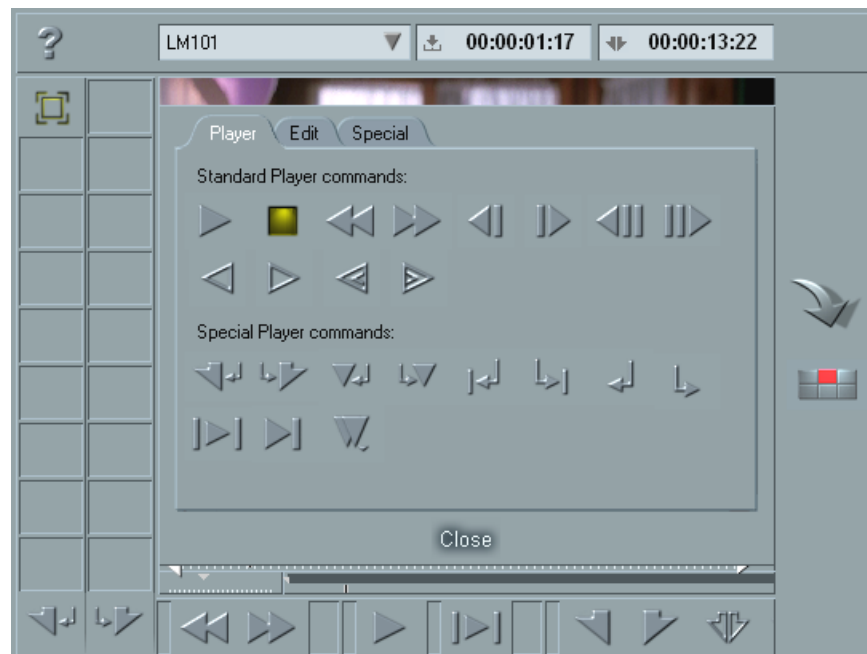 ?
LM101 00:00:01:17 00:00:13:22
Player Edit Special
Standard Player commands:
Special Player commands:
Close